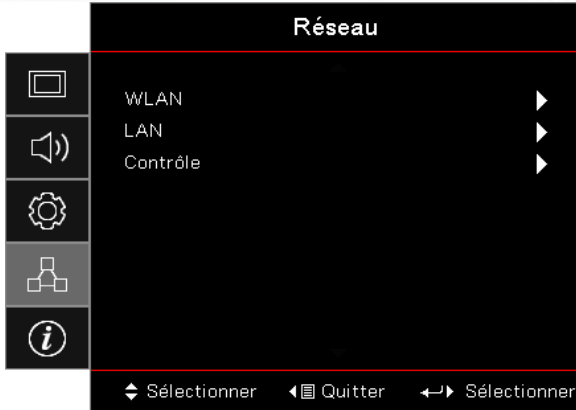 Réseau
WLAN
LAN
Contrôle
Sélectionner Quitter Sélectionner